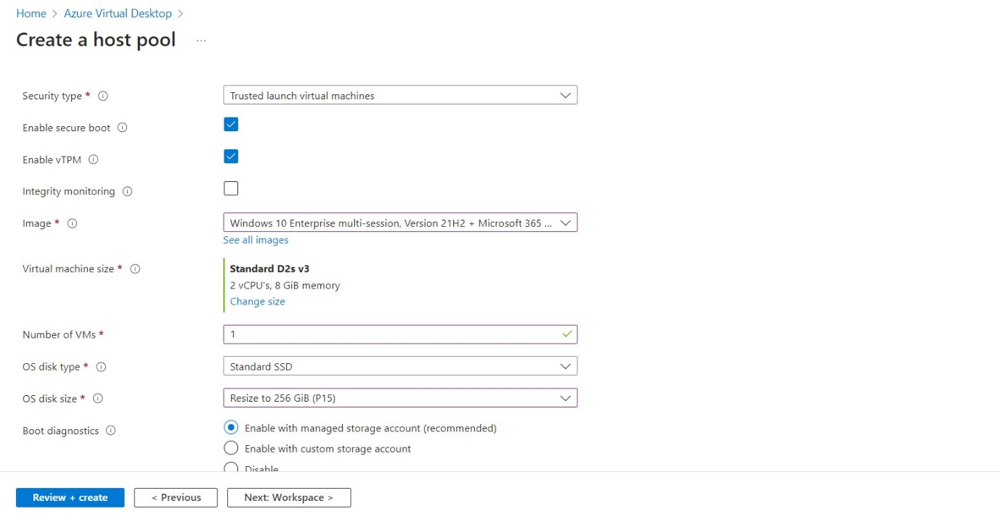 Home > Azure Virtual Desktop >
Create a host pool ...
Security type * Trusted launch virtual machines
Enable secure boot
Enable vTPM
Integrity monitoring
Image * Windows 10 Enterprise multi-session, Version 21H2 + Microsoft 365 ...
See all images
Virtual machine size * Standard D2s v3
2 vCPU's, 8 GiB memory
Change size
Number of VMs * 1
OS disk type * Standard SSD
OS disk size * Resize to 256 GiB (P15)
Boot diagnostics Enable with managed storage account (recommended)
Enable with custom storage account
Disable
Review + create < Previous Next: Workspace >